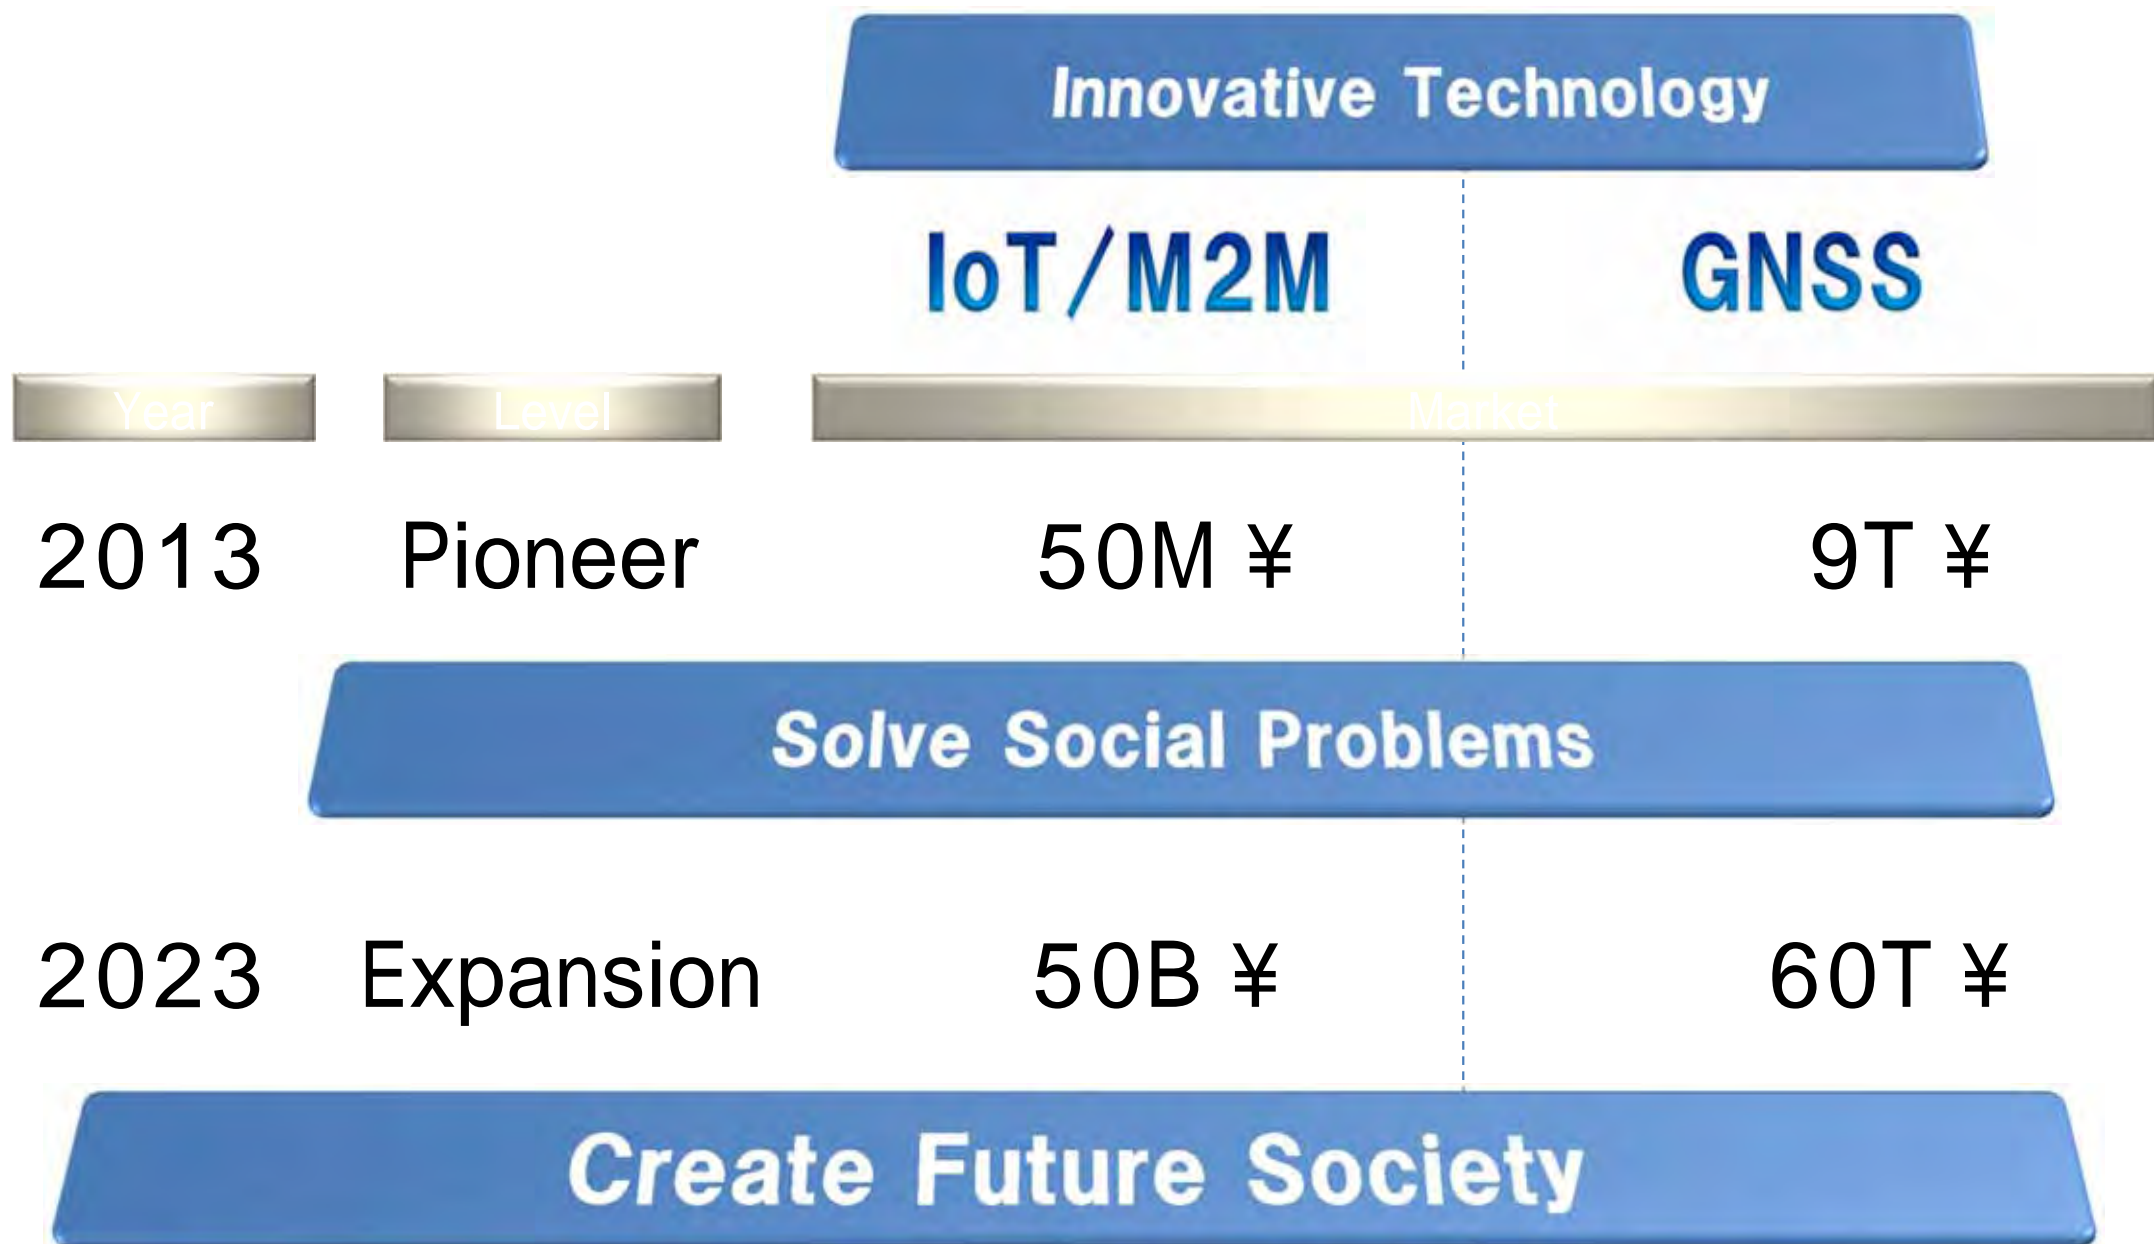 Innovative Technology
IoT/M2M GNSS
Year Level Market
2013 Pioneer 50M ¥ 9T ¥
Solve Social Problems
2023 Expansion 50B ¥ 60T ¥
Create Future Society